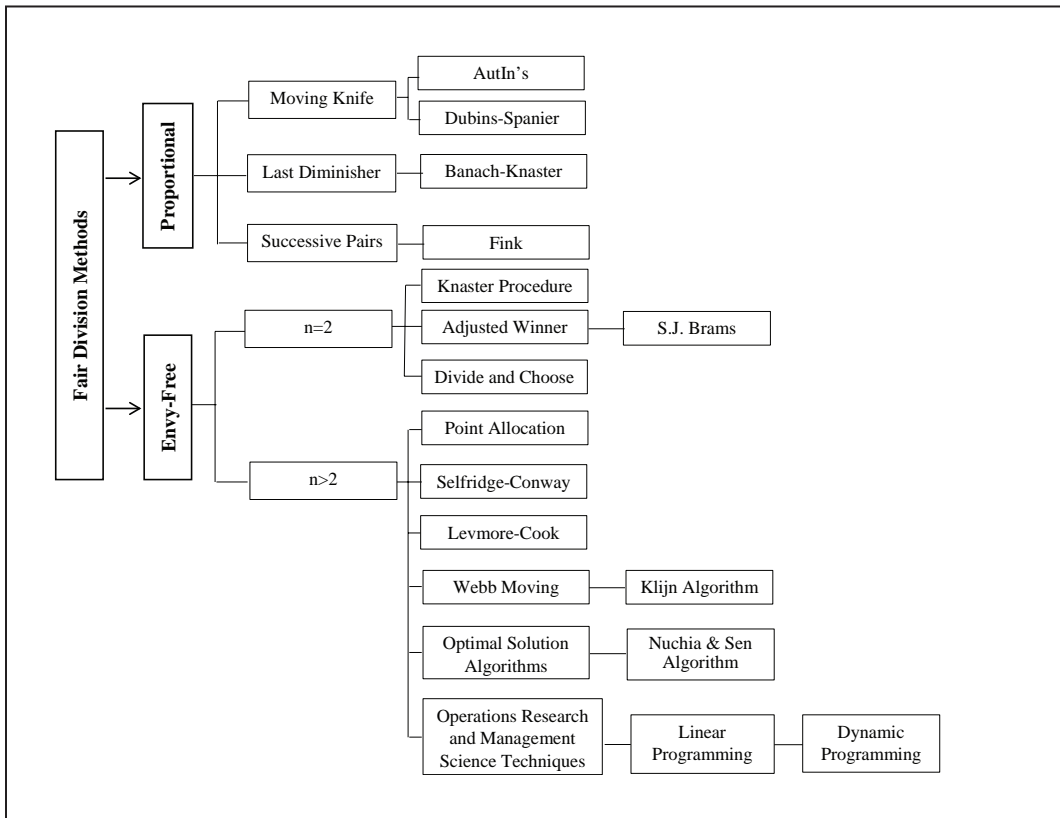 Fair Division Methods
Proportional
Moving Knife
AutIn's
Dubins-Spanier
Last Diminisher
Banach-Knaster
Successive Pairs
Fink
Envy-Free
n=2
Knaster Procedure
Adjusted Winner
S.J. Brams
Divide and Choose
n>2
Point Allocation
Selfridge-Conway
Levmore-Cook
Webb Moving
Klijn Algorithm
Optimal Solution
Algorithms
Nuchia & Sen
Algorithm
Operations Research
and Management
Science Techniques
Linear
Programming
Dynamic
Programming